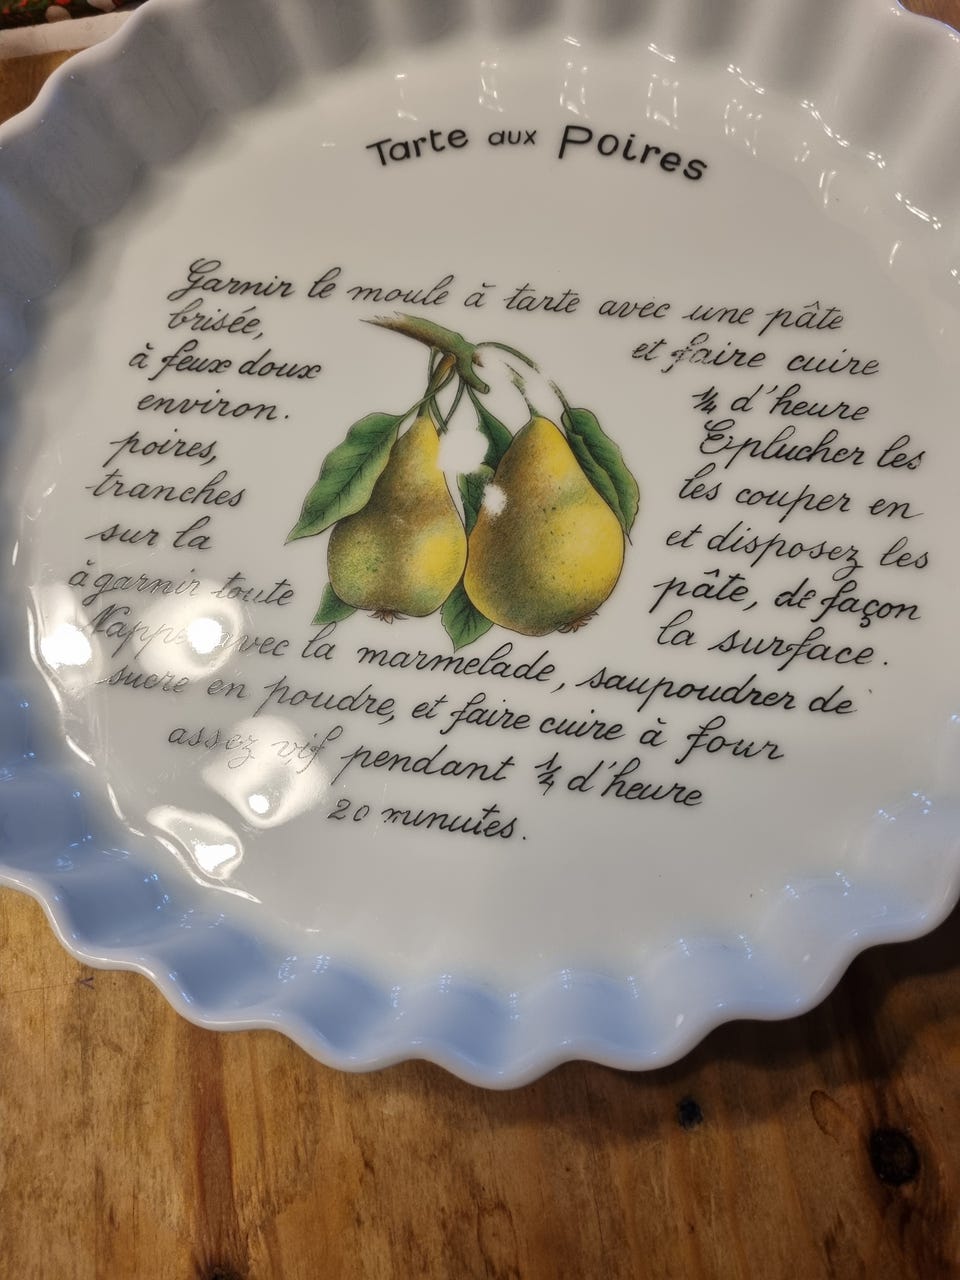 Tarte aux Poires
Garnir le moule à tarte avec une pâte
brisée, et faire cuire
à feux doux ¼ d'heure
environ. Eplucher les
poires, les couper en
tranches et disposez les
sur la pâte, de façon
à garnir toute la surface.
Napper avec la marmelade, saupoudrer de
sucre en poudre, et faire cuire à four
assez vif pendant ¼ d'heure
20 minutes.